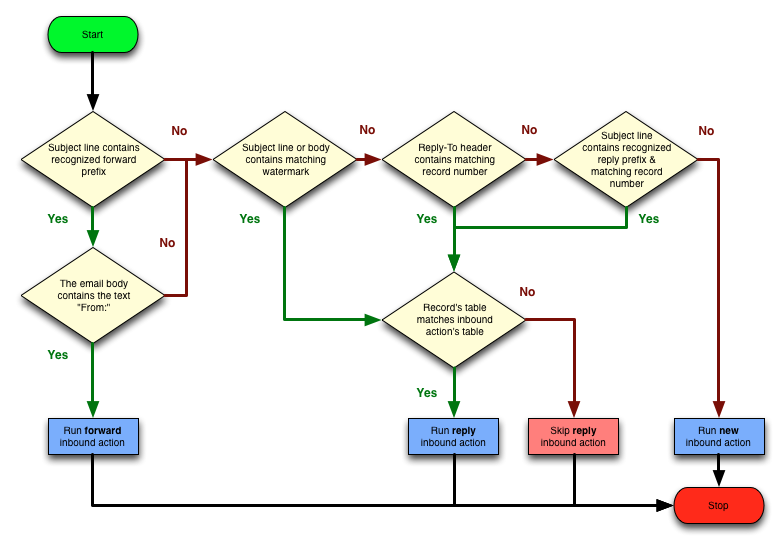 Start
Subject line contains
recognized forward
prefix
No
Subject line or body
contains matching
watermark
No
Reply-To header
contains matching
record number
No
Subject line
contains recognized
reply prefix &
matching record
number
No
Yes
Yes
Yes
Yes
No
The email body
contains the text
"From:"
Record's table
matches inbound
action's table
No
Yes
Yes
Run forward
inbound action
Run reply
inbound action
Skip reply
inbound action
Run new
inbound action
Stop